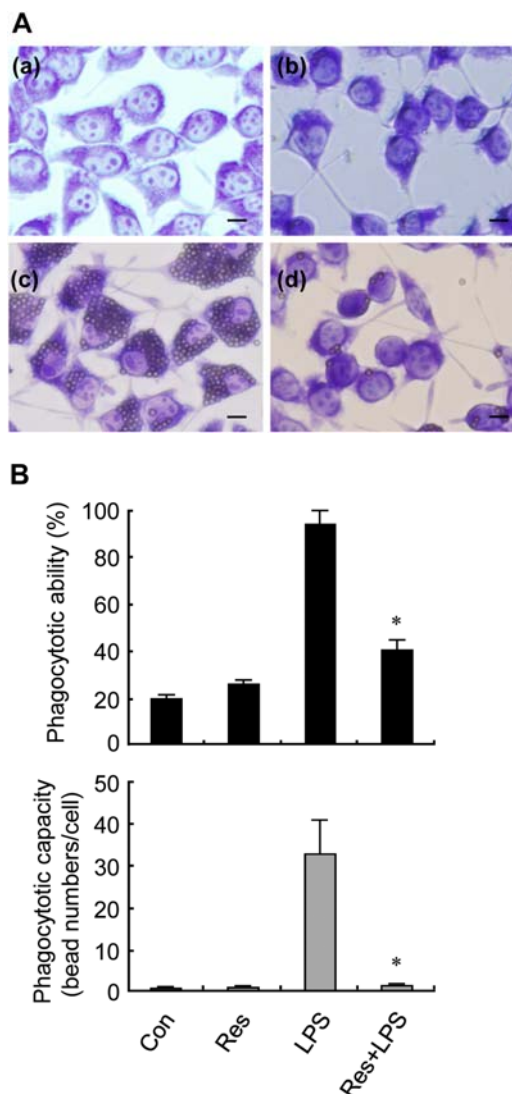 A
(a)
(b)
(c)
(d)
B
Phagocytotic ability (%)
100
80
60
40
20
0
*
Phagocytotic capacity
(bead numbers/cell)
50
40
30
20
10
0
*
Con
Res
LPS
Res+LPS